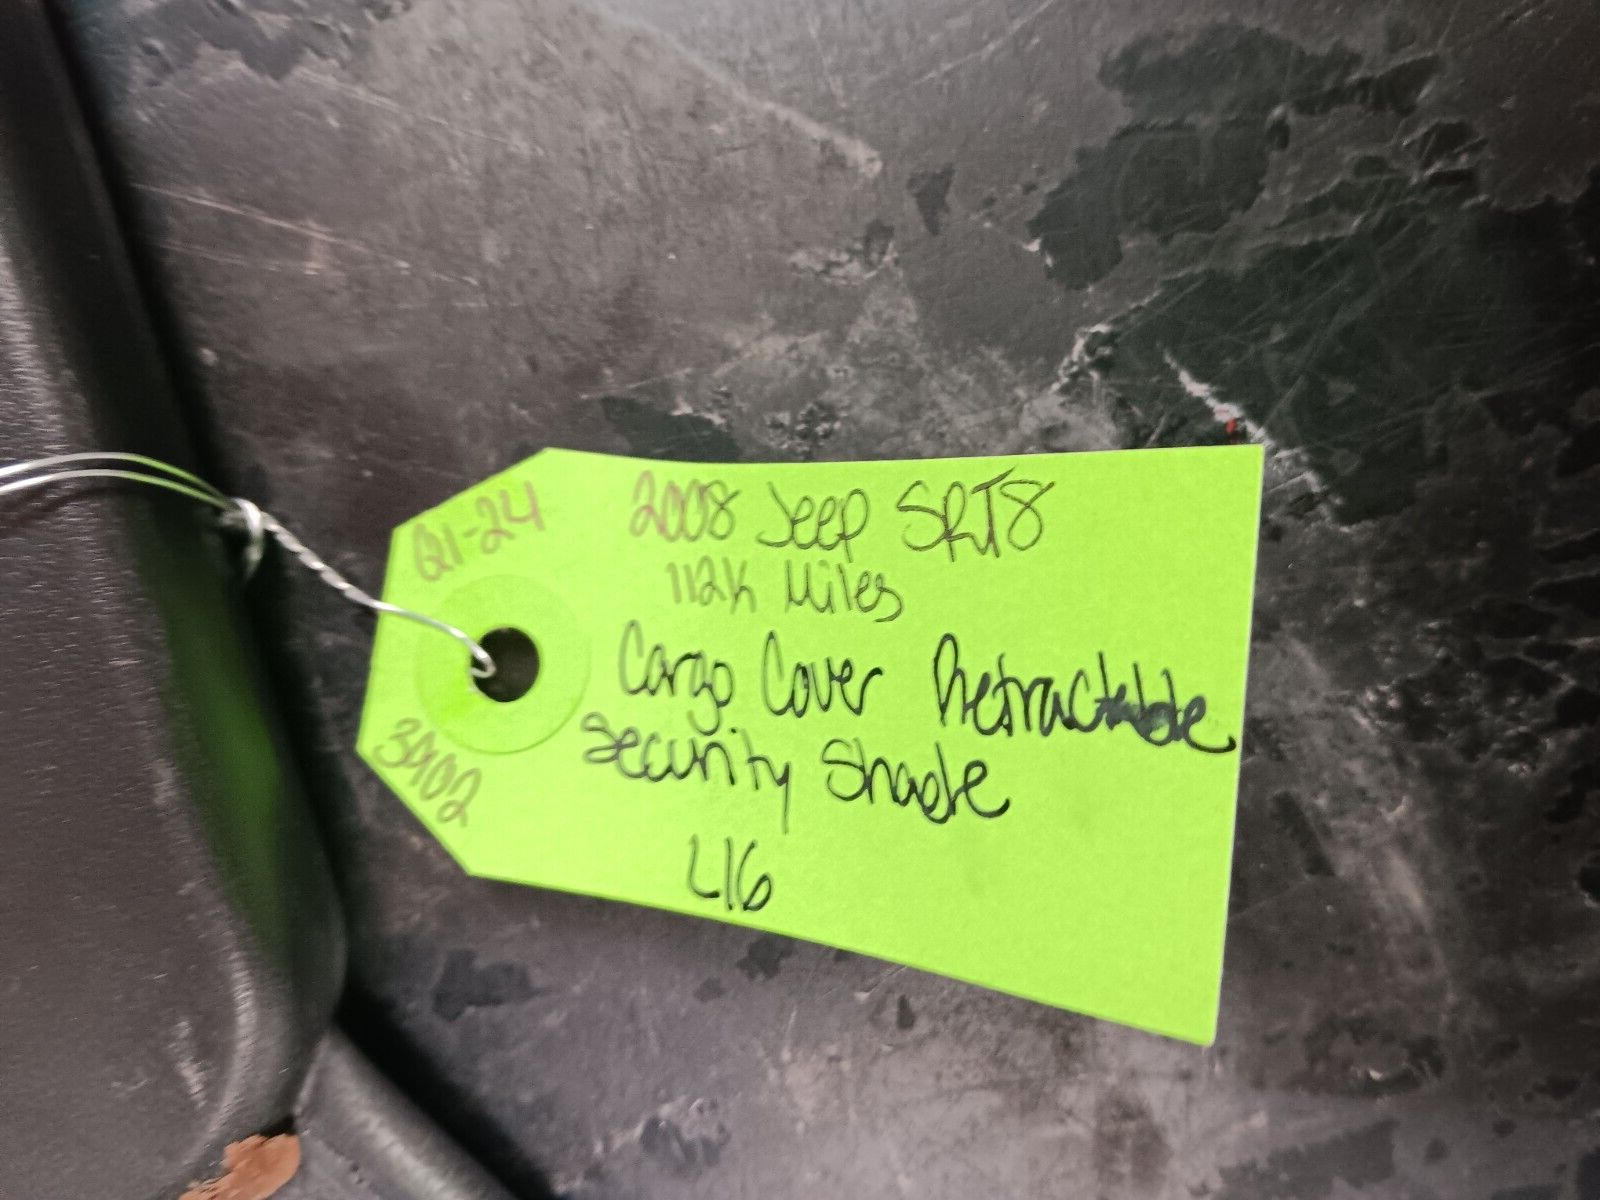 Q1-24
2008 Jeep SRT8
112K Miles
Cargo Cover Retractable
Security Shade
L16
3902